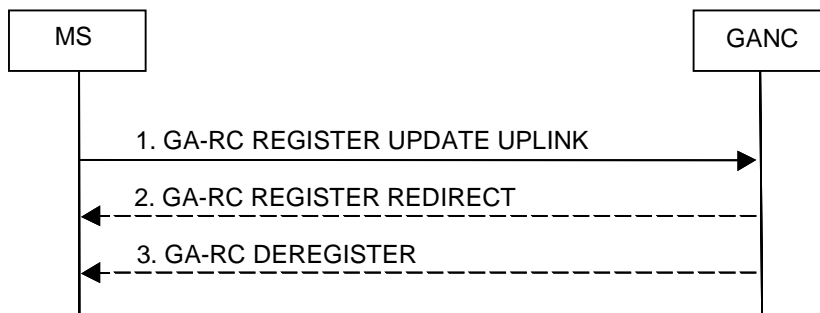 MS
GANC
1. GA-RC REGISTER UPDATE UPLINK
2. GA-RC REGISTER REDIRECT
3. GA-RC DEREGISTER